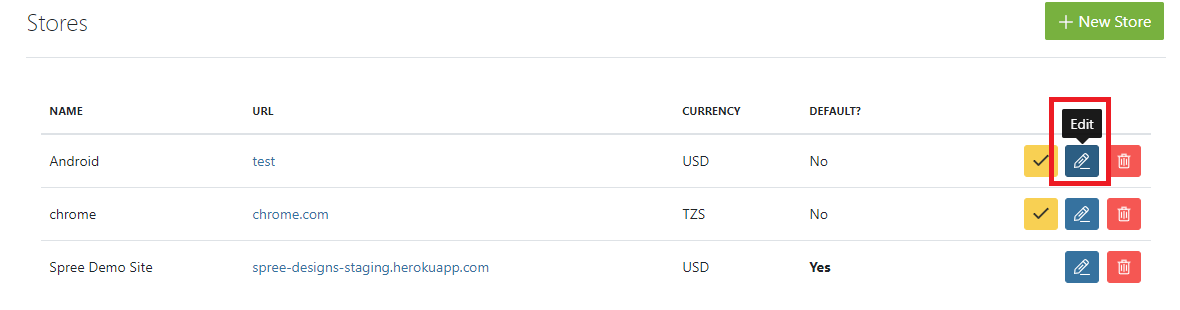 Stores
+ New Store
NAME URL CURRENCY DEFAULT?
Edit
Android test USD No
chrome chrome.com TZS No
Spree Demo Site spree-designs-staging.herokuapp.com USD Yes